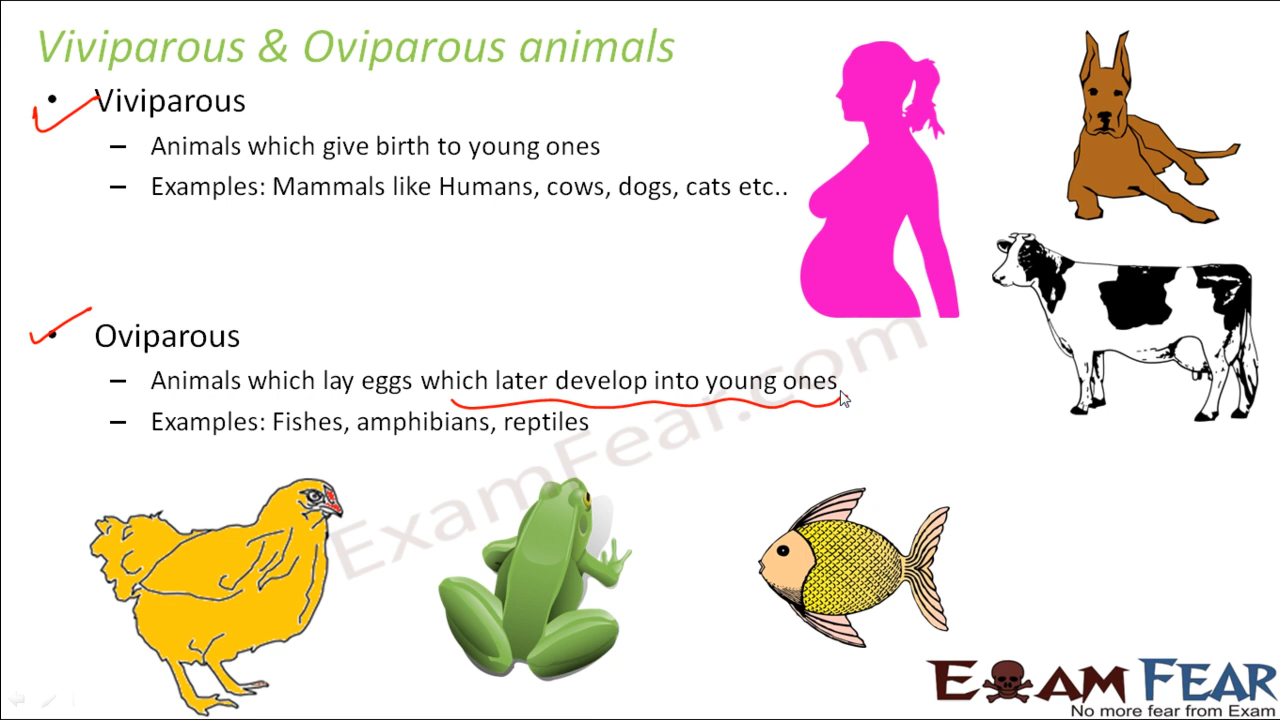 Viviparous & Oviparous animals
• Viviparous
– Animals which give birth to young ones
– Examples: Mammals like Humans, cows, dogs, cats etc..
• Oviparous
– Animals which lay eggs which later develop into young ones
– Examples: Fishes, amphibians, reptiles
ExamFear.com
EXAM FEAR
No more fear from Exam